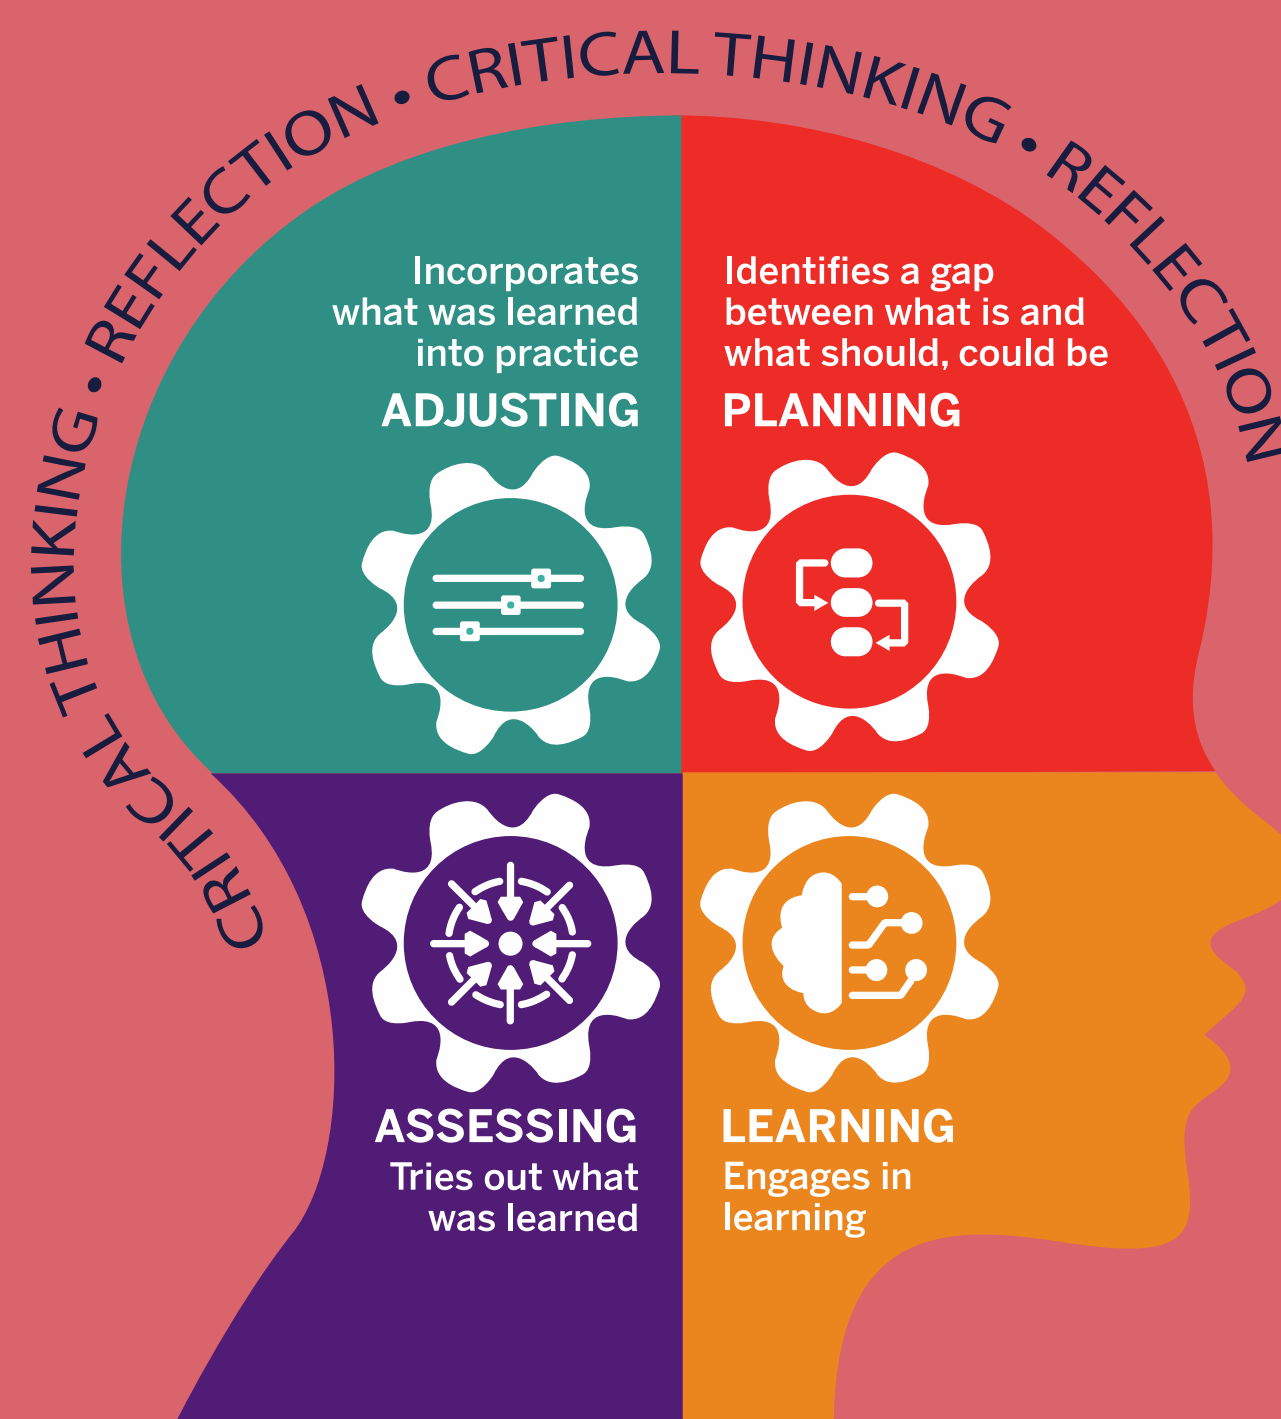 CRITICAL THINKING • REFLECTION • CRITICAL THINKING • REFLECTION
Incorporates
what was learned
into practice
ADJUSTING
Identifies a gap
between what is and
what should, could be
PLANNING
ASSESSING
Tries out what
was learned
LEARNING
Engages in
learning